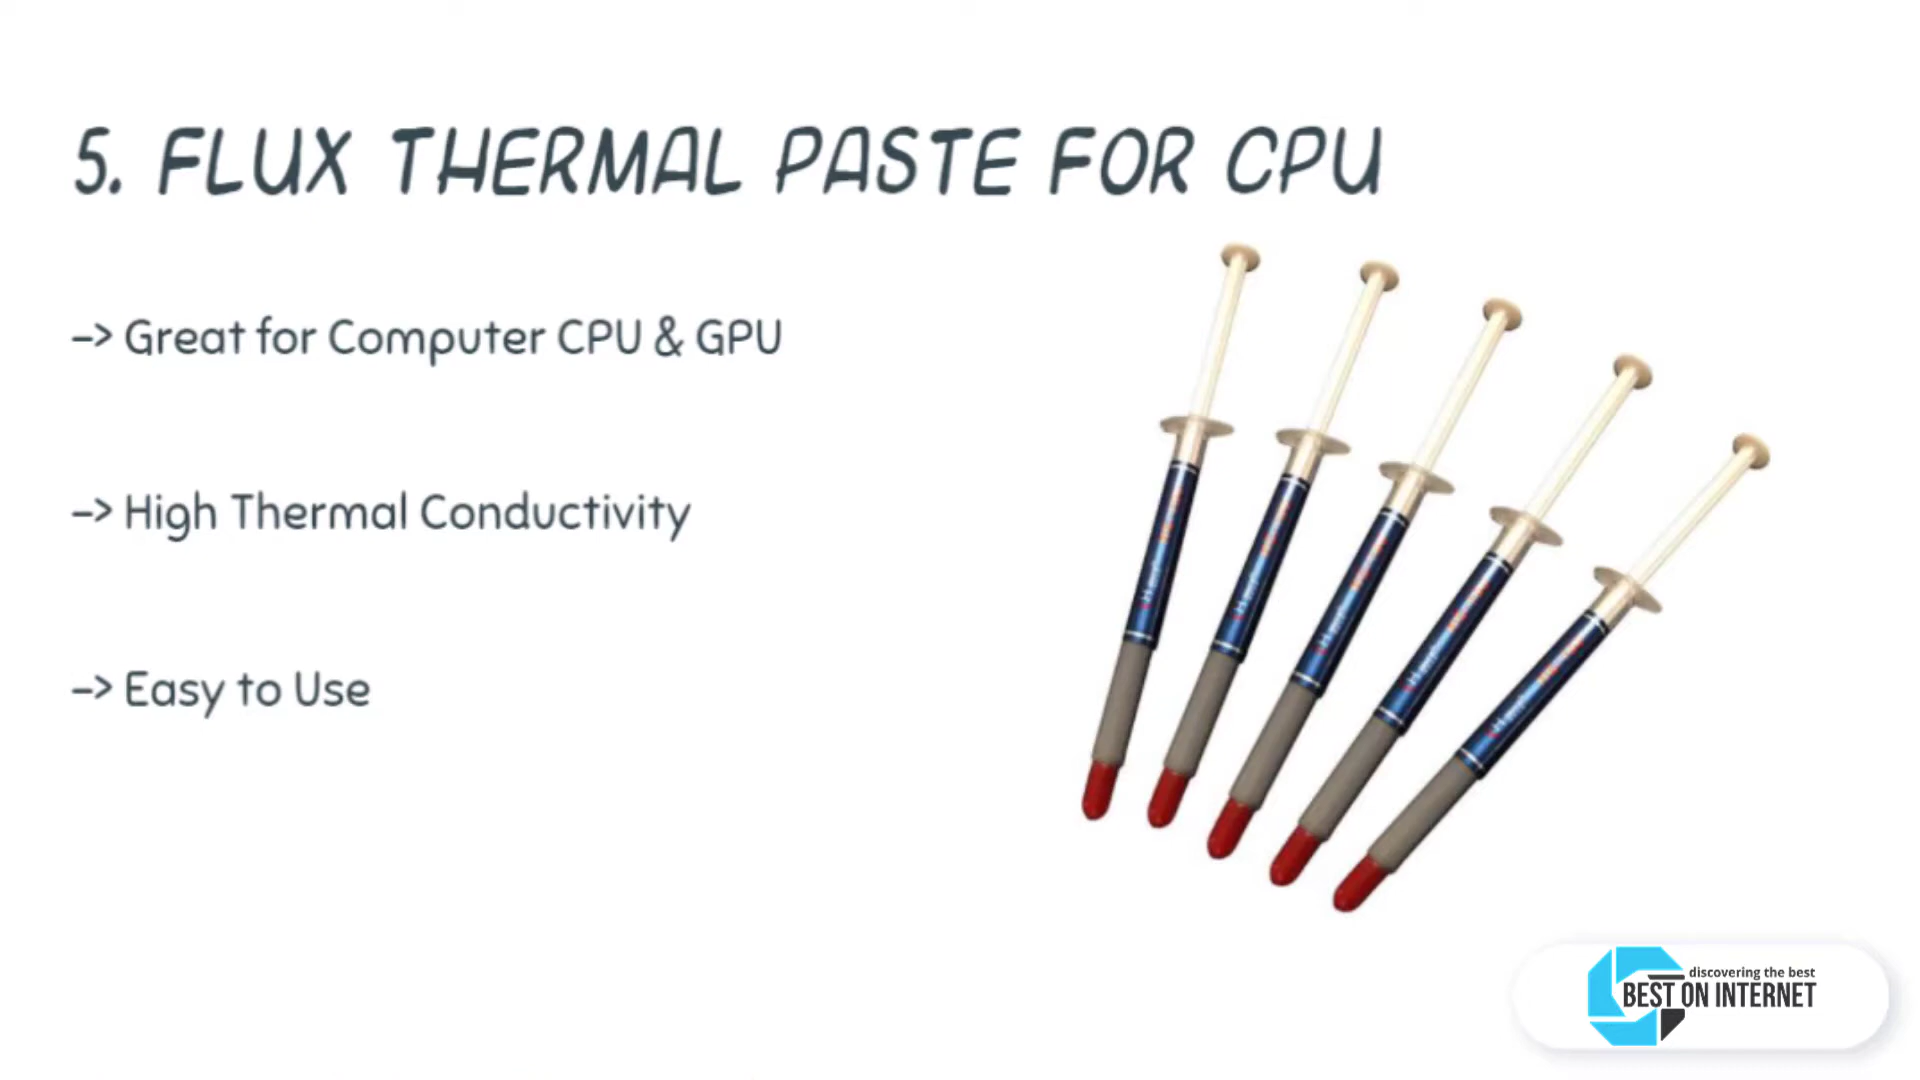 5. FLUX THERMAL PASTE FOR CPU
–> Great for Computer CPU & GPU
–> High Thermal Conductivity
–> Easy to Use
discovering the best
BEST ON INTERNET